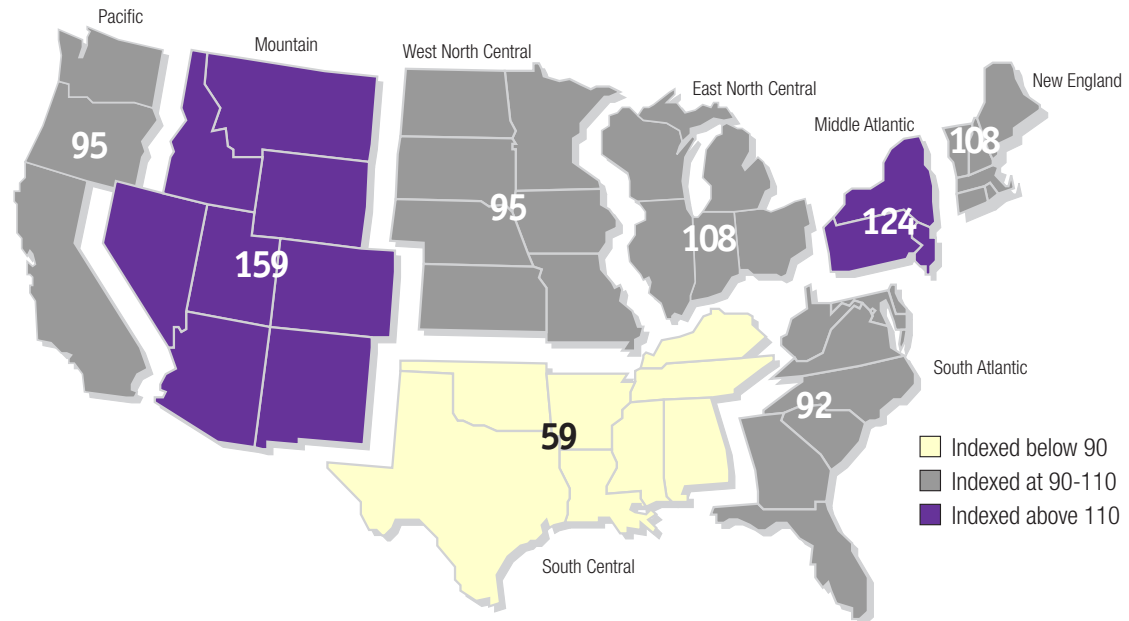 Pacific
Mountain
West North Central
East North Central
New England
Middle Atlantic
95
159
95
108
124
108
59
92
South Atlantic
South Central
Indexed below 90
Indexed at 90-110
Indexed above 110